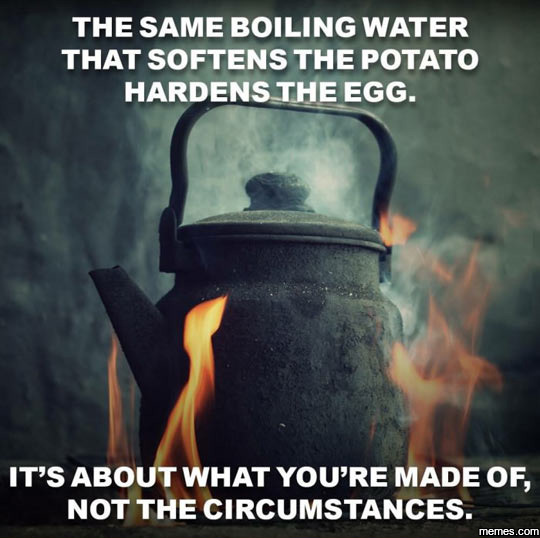 THE SAME BOILING WATER
THAT SOFTENS THE POTATO
HARDENS THE EGG.
IT'S ABOUT WHAT YOU'RE MADE OF,
NOT THE CIRCUMSTANCES.
memes.com